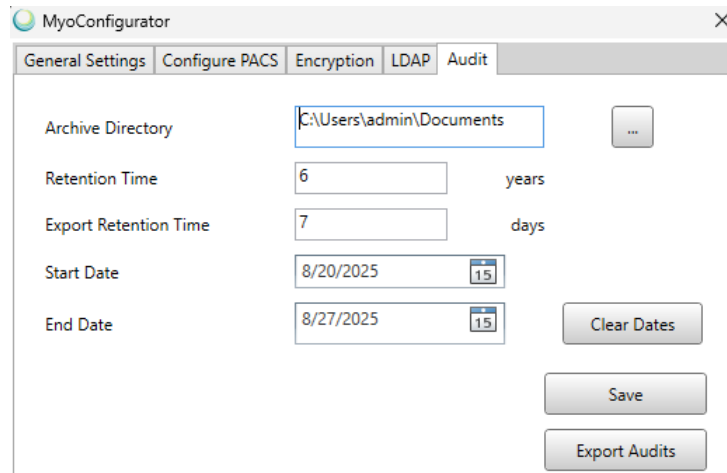 MyoConfigurator
General Settings Configure PACS Encryption LDAP Audit
Archive Directory C:\Users\admin\Documents ...
Retention Time 6 years
Export Retention Time 7 days
Start Date 8/20/2025 15
End Date 8/27/2025 15 Clear Dates
Save
Export Audits